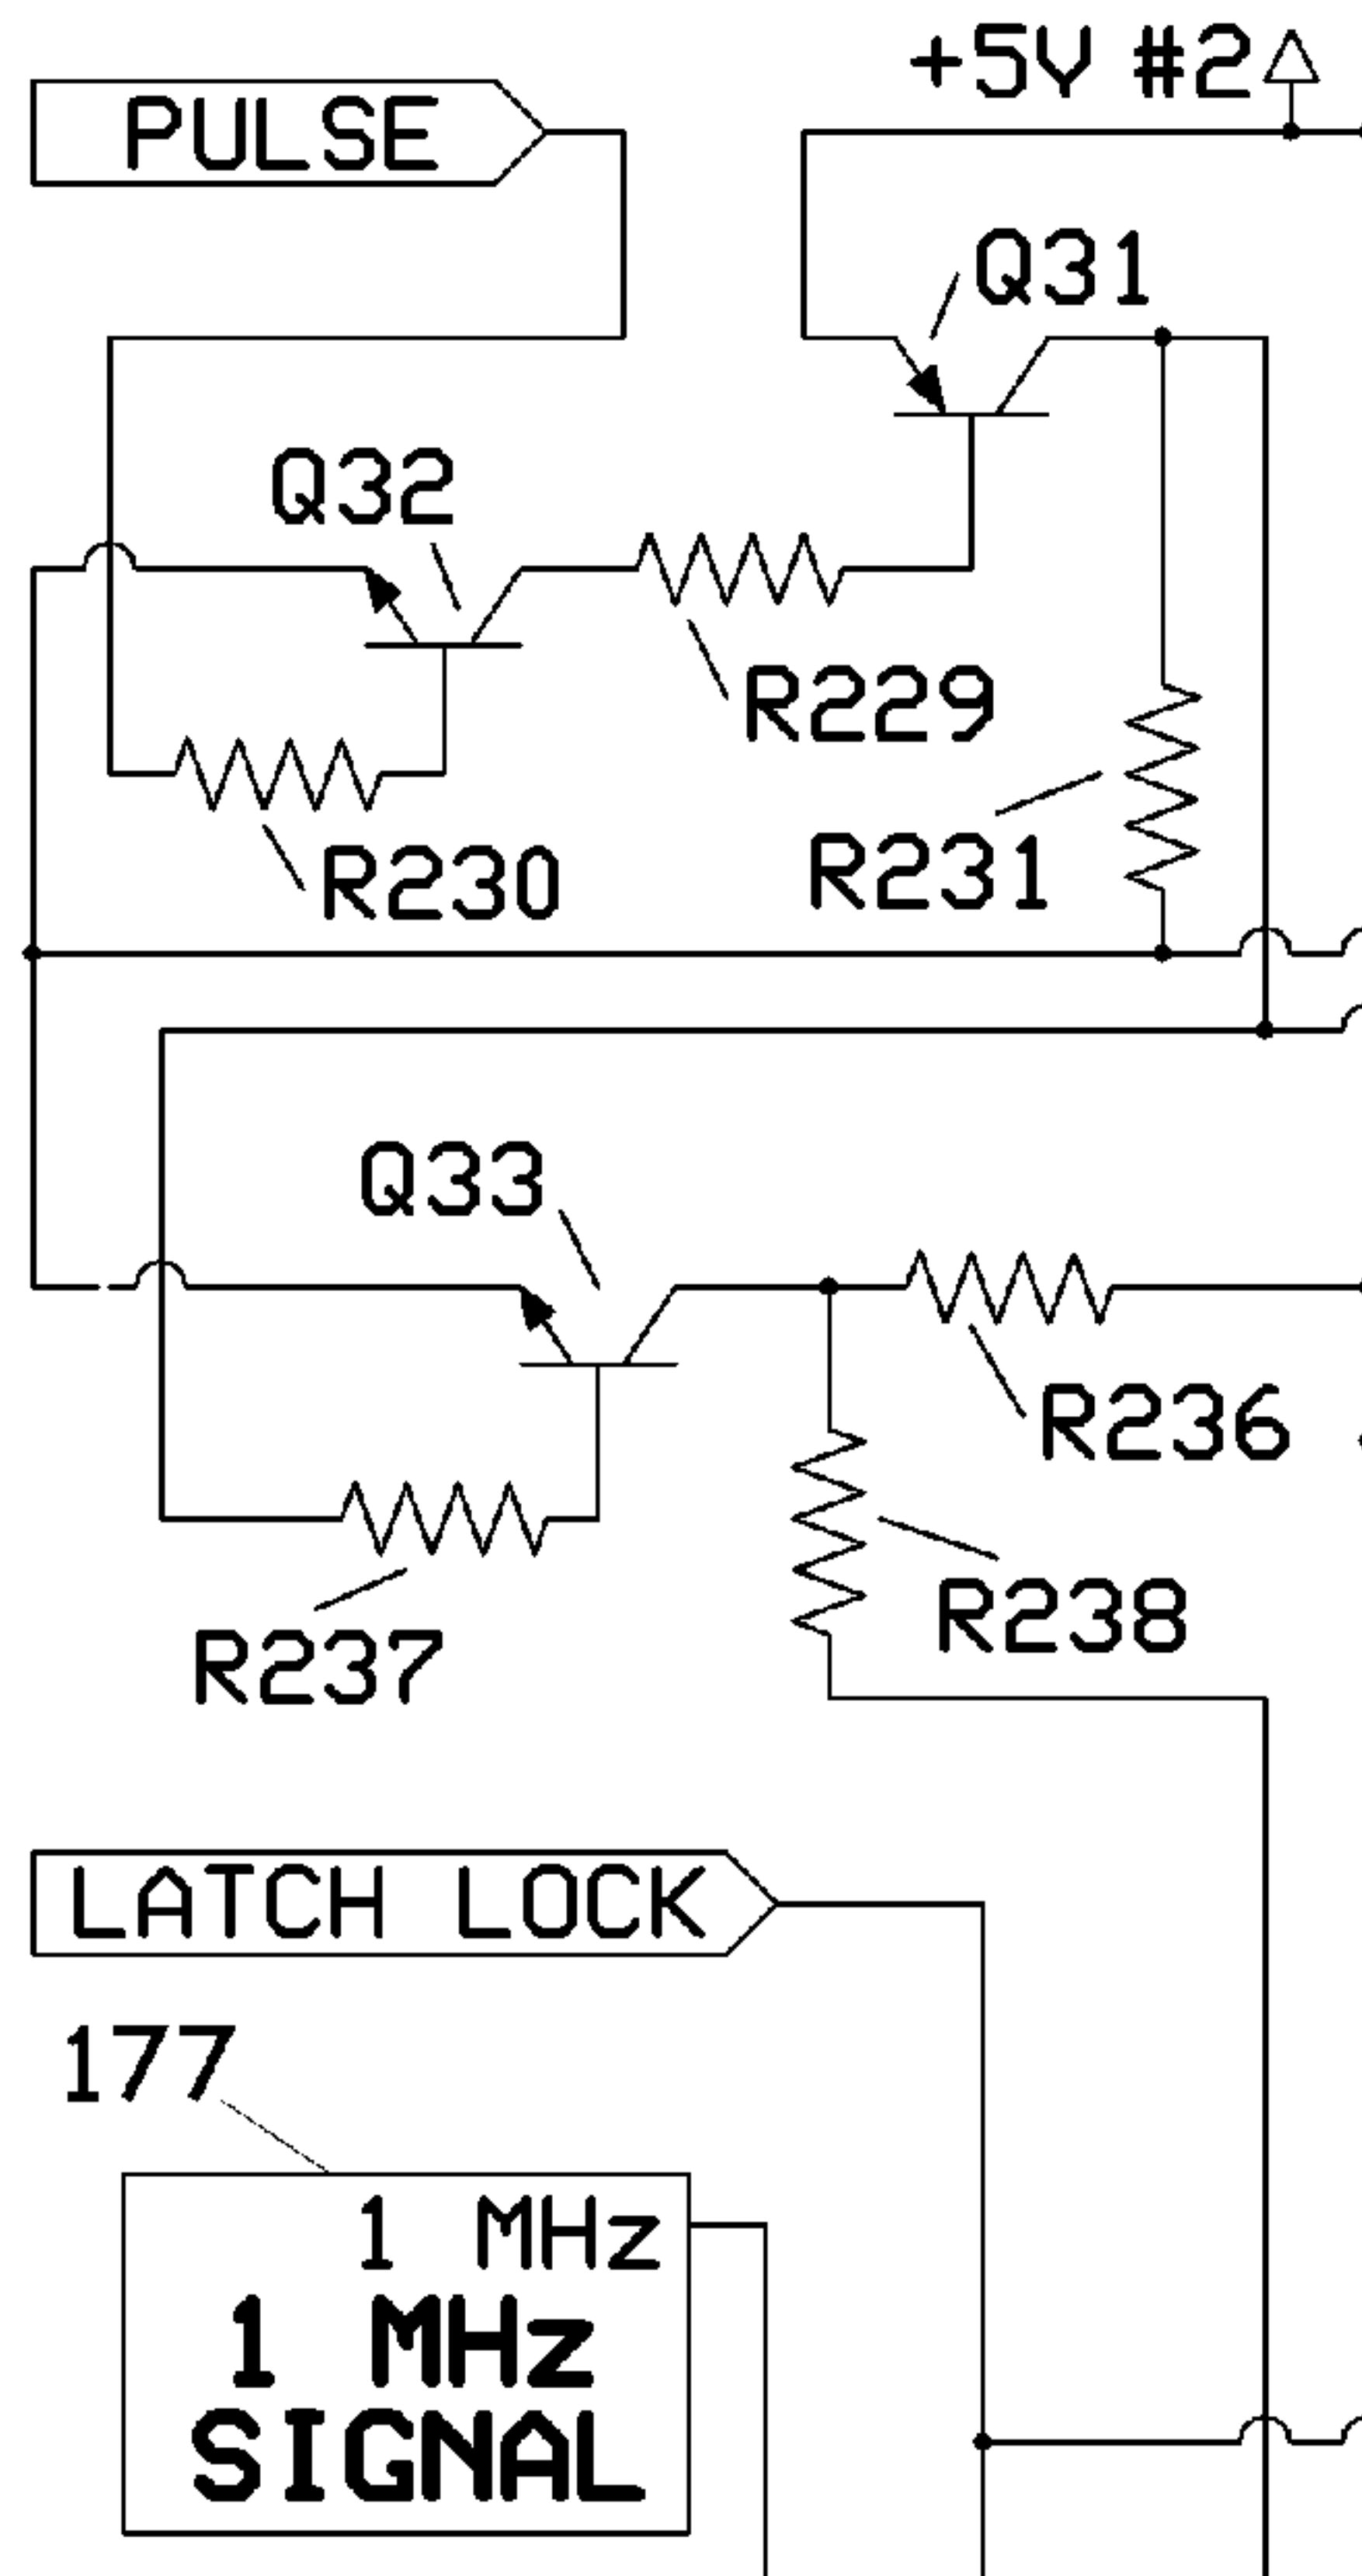 +5V #2
PULSE
Q31
Q32
R229
R231
R230
Q33
R236
R238
R237
LATCH LOCK
177
1 MHz
1 MHz
SIGNAL